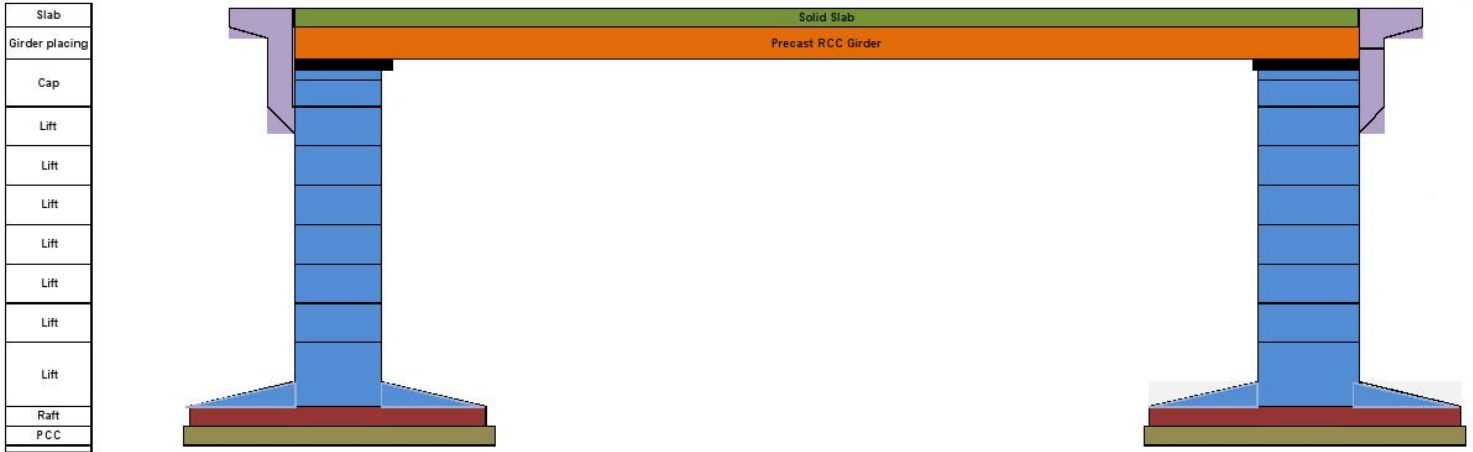 Slab
Solid Slab
Girder placing
Precast RCC Girder
Cap
Lift
Lift
Lift
Lift
Lift
Lift
Lift
Raft
PCC